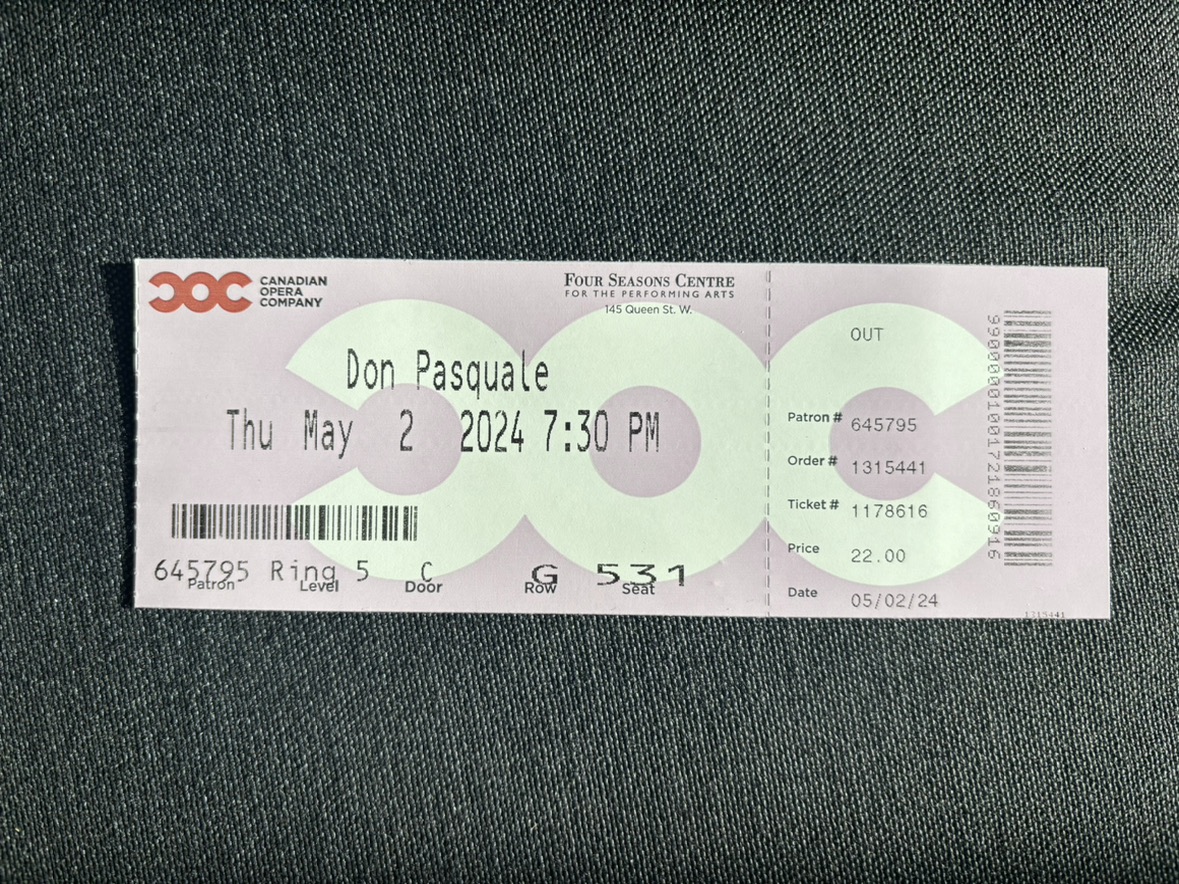 COC CANADIAN
OPERA
COMPANY
FOUR SEASONS CENTRE
FOR THE PERFORMING ARTS
145 Queen St. W.
Don Pasquale
Thu May 2 2024 7:30 PM
645795 Ring 5 C G 531
Patron Level Door Row Seat
OUT
Patron # 645795
Order # 1315441
Ticket # 1178616
Price 22.00
Date 05/02/24